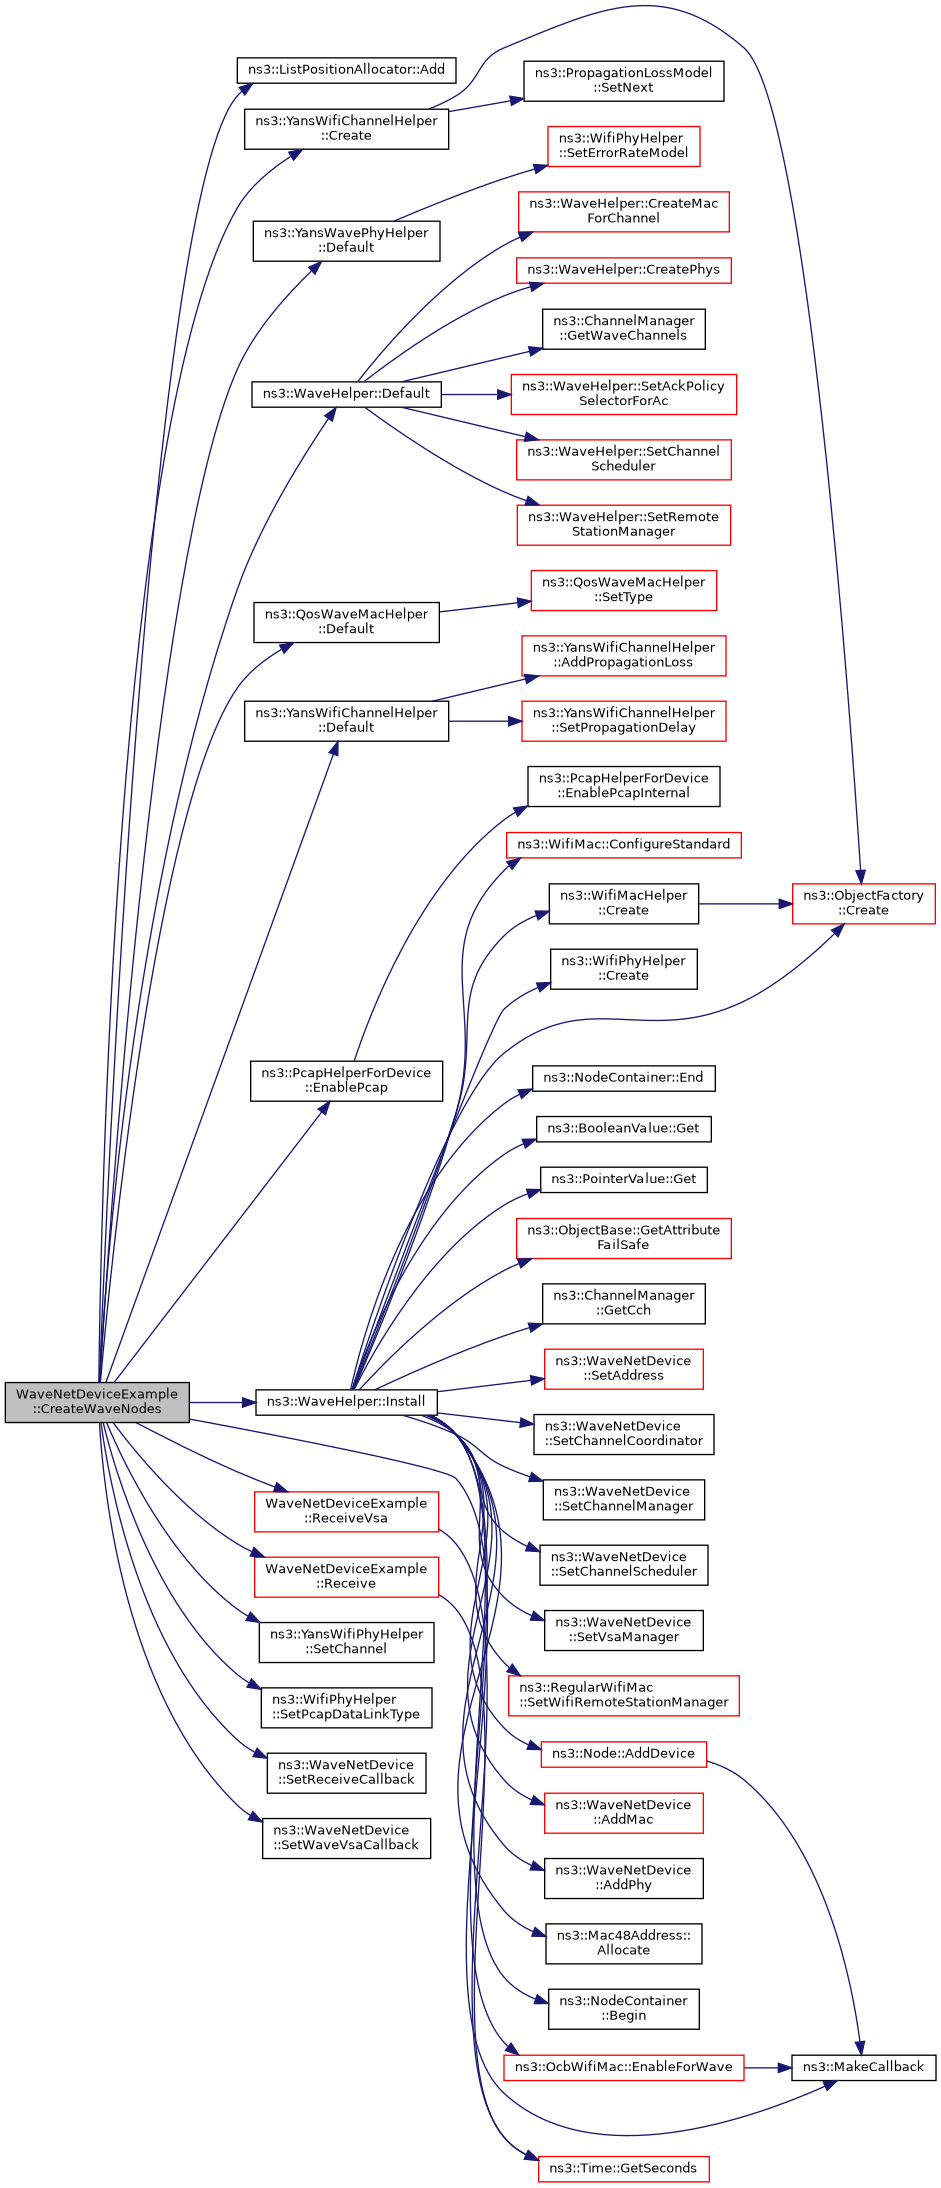 ns3::ListPositionAllocator::Add
ns3::YansWifiChannelHelper
::Create
ns3::PropagationLossModel
::SetNext
ns3::WifiPhyHelper
::SetErrorRateModel
ns3::YansWavePhyHelper
::Default
ns3::WaveHelper::CreateMac
ForChannel
ns3::WaveHelper::CreatePhys
ns3::ChannelManager
::GetWaveChannels
ns3::WaveHelper::Default
ns3::WaveHelper::SetAckPolicy
SelectorForAc
ns3::WaveHelper::SetChannel
Scheduler
ns3::WaveHelper::SetRemote
StationManager
ns3::QosWaveMacHelper
::SetType
ns3::QosWaveMacHelper
::Default
ns3::YansWifiChannelHelper
::AddPropagationLoss
ns3::YansWifiChannelHelper
::Default
ns3::YansWifiChannelHelper
::SetPropagationDelay
ns3::PcapHelperForDevice
::EnablePcapInternal
ns3::WifiMac::ConfigureStandard
ns3::WifiMacHelper
::Create
ns3::ObjectFactory
::Create
ns3::WifiPhyHelper
::Create
ns3::PcapHelperForDevice
::EnablePcap
ns3::NodeContainer::End
ns3::BooleanValue::Get
ns3::PointerValue::Get
ns3::ObjectBase::GetAttribute
FailSafe
ns3::ChannelManager
::GetCch
ns3::WaveNetDevice
::SetAddress
WaveNetDeviceExample
::CreateWaveNodes
ns3::WaveHelper::Install
ns3::WaveNetDevice
::SetChannelCoordinator
ns3::WaveNetDevice
::SetChannelManager
WaveNetDeviceExample
::ReceiveVsa
ns3::WaveNetDevice
::SetChannelScheduler
WaveNetDeviceExample
::Receive
ns3::WaveNetDevice
::SetVsaManager
ns3::YansWifiPhyHelper
::SetChannel
ns3::RegularWifiMac
::SetWifiRemoteStationManager
ns3::WifiPhyHelper
::SetPcapDataLinkType
ns3::Node::AddDevice
ns3::WaveNetDevice
::SetReceiveCallback
ns3::WaveNetDevice
::AddMac
ns3::WaveNetDevice
::SetWaveVsaCallback
ns3::WaveNetDevice
::AddPhy
ns3::Mac48Address::
Allocate
ns3::NodeContainer
::Begin
ns3::OcbWifiMac::EnableForWave
ns3::MakeCallback
ns3::Time::GetSeconds